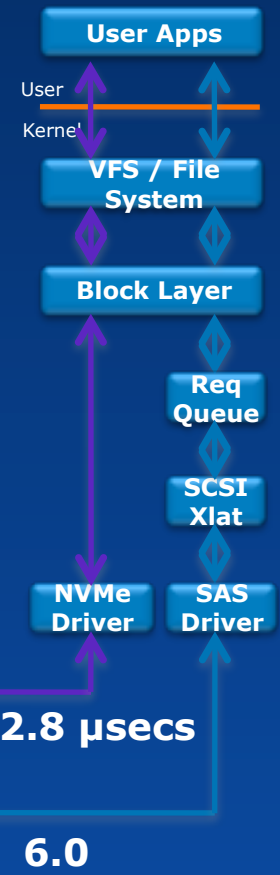 User Apps
User
Kernel
VFS / File
System
Block Layer
Req
Queue
SCSI
Xlat
NVMe
Driver
SAS
Driver
2.8 µsecs
6.0